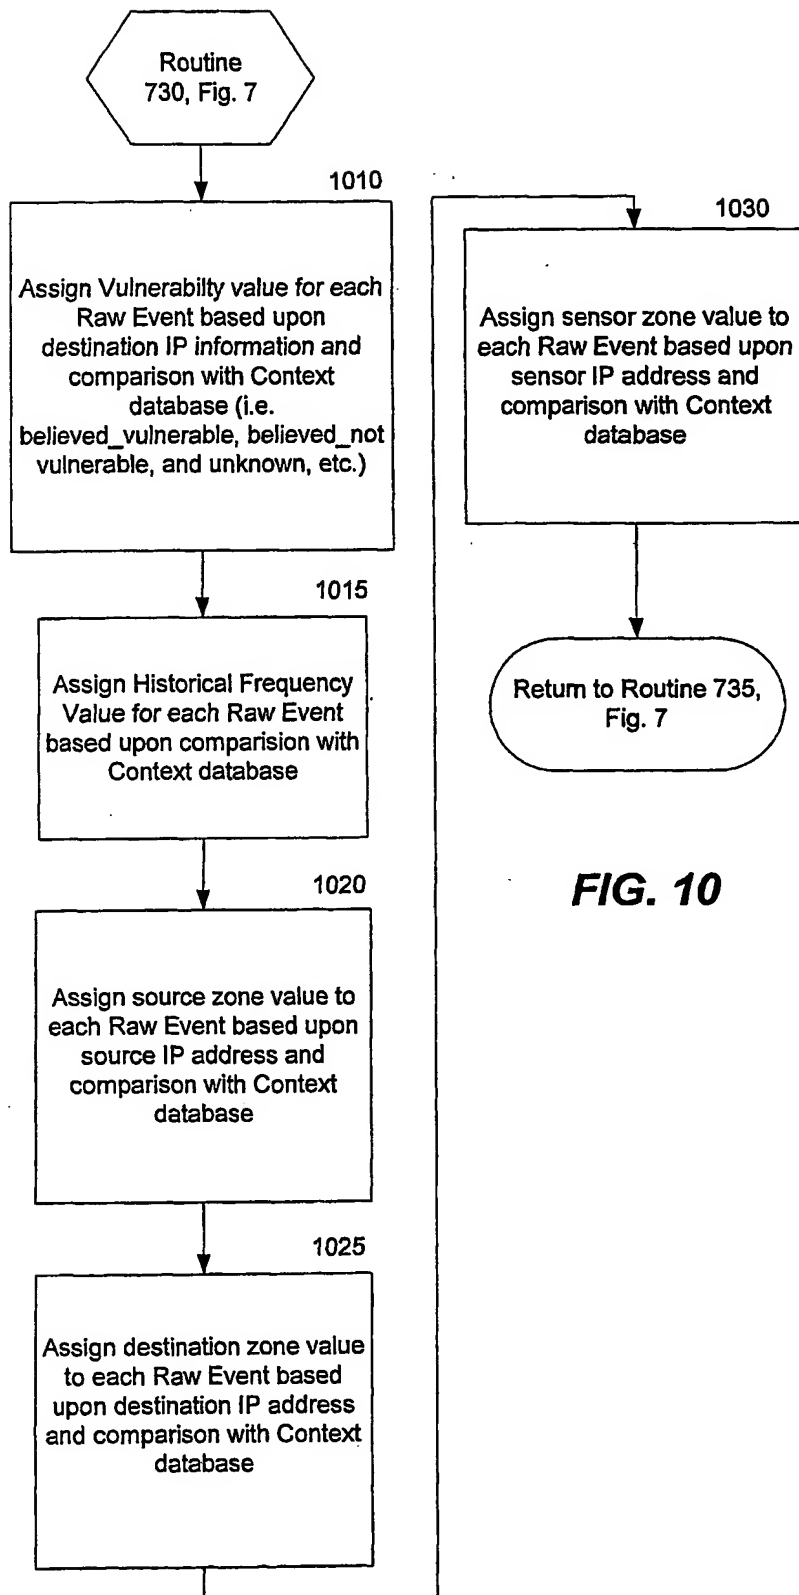 Routine
730, Fig. 7
1010
Assign Vulnerabilty value for each
Raw Event based upon
destination IP information and
comparison with Context
database (i.e.
believed_vulnerable, believed_not
vulnerable, and unknown, etc.)
1015
Assign Historical Frequency
Value for each Raw Event
based upon comparision with
Context database
1020
Assign source zone value to
each Raw Event based upon
source IP address and
comparison with Context
database
1025
Assign destination zone value
to each Raw Event based
upon destination IP address
and comparison with Context
database
1030
Assign sensor zone value to
each Raw Event based upon
sensor IP address and
comparison with Context
database
Return to Routine 735,
Fig. 7
FIG. 10